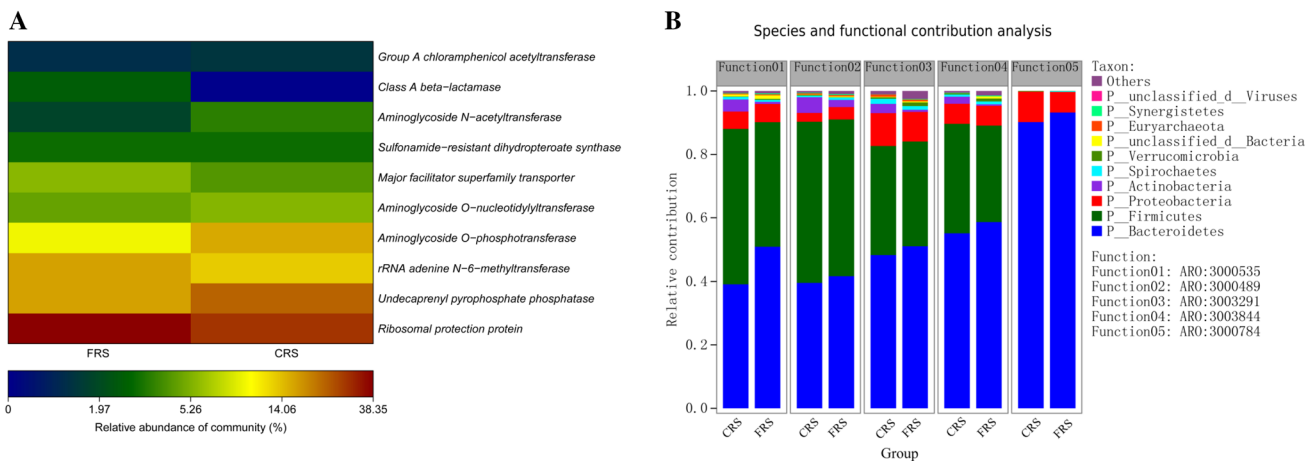 A
Group A chloramphenicol acetyltransferase
Class A beta-lactamase
Aminoglycoside N-acetyltransferase
Sulfonamide-resistant dihydropteroate synthase
Major facilitator superfamily transporter
Aminoglycoside O-nucleotidylyltransferase
Aminoglycoside O-phosphotransferase
rRNA adenine N-6-methyltransferase
Undecaprenyl pyrophosphate phosphatase
Ribosomal protection protein
FRS CRS
0 1.97 5.26 14.06 38.35
Relative abundance of community (%)
B
Species and functional contribution analysis
Function01 Function02 Function03 Function04 Function05
Relative contribution
1.0
0.8
0.6
0.4
0.2
0.0
CRS FRS CRS FRS CRS FRS CRS FRS CRS FRS
Group
Taxon:
Others
P__unclassified_d__Viruses
P__Synergistetes
P__Euryarchaeota
P__unclassified_d__Bacteria
P__Verrucomicrobia
P__Spirochaetes
P__Actinobacteria
P__Proteobacteria
P__Firmicutes
P__Bacteroidetes
Function:
Function01: ARO:3000535
Function02: ARO:3000489
Function03: ARO:3003291
Function04: ARO:3003844
Function05: ARO:3000784